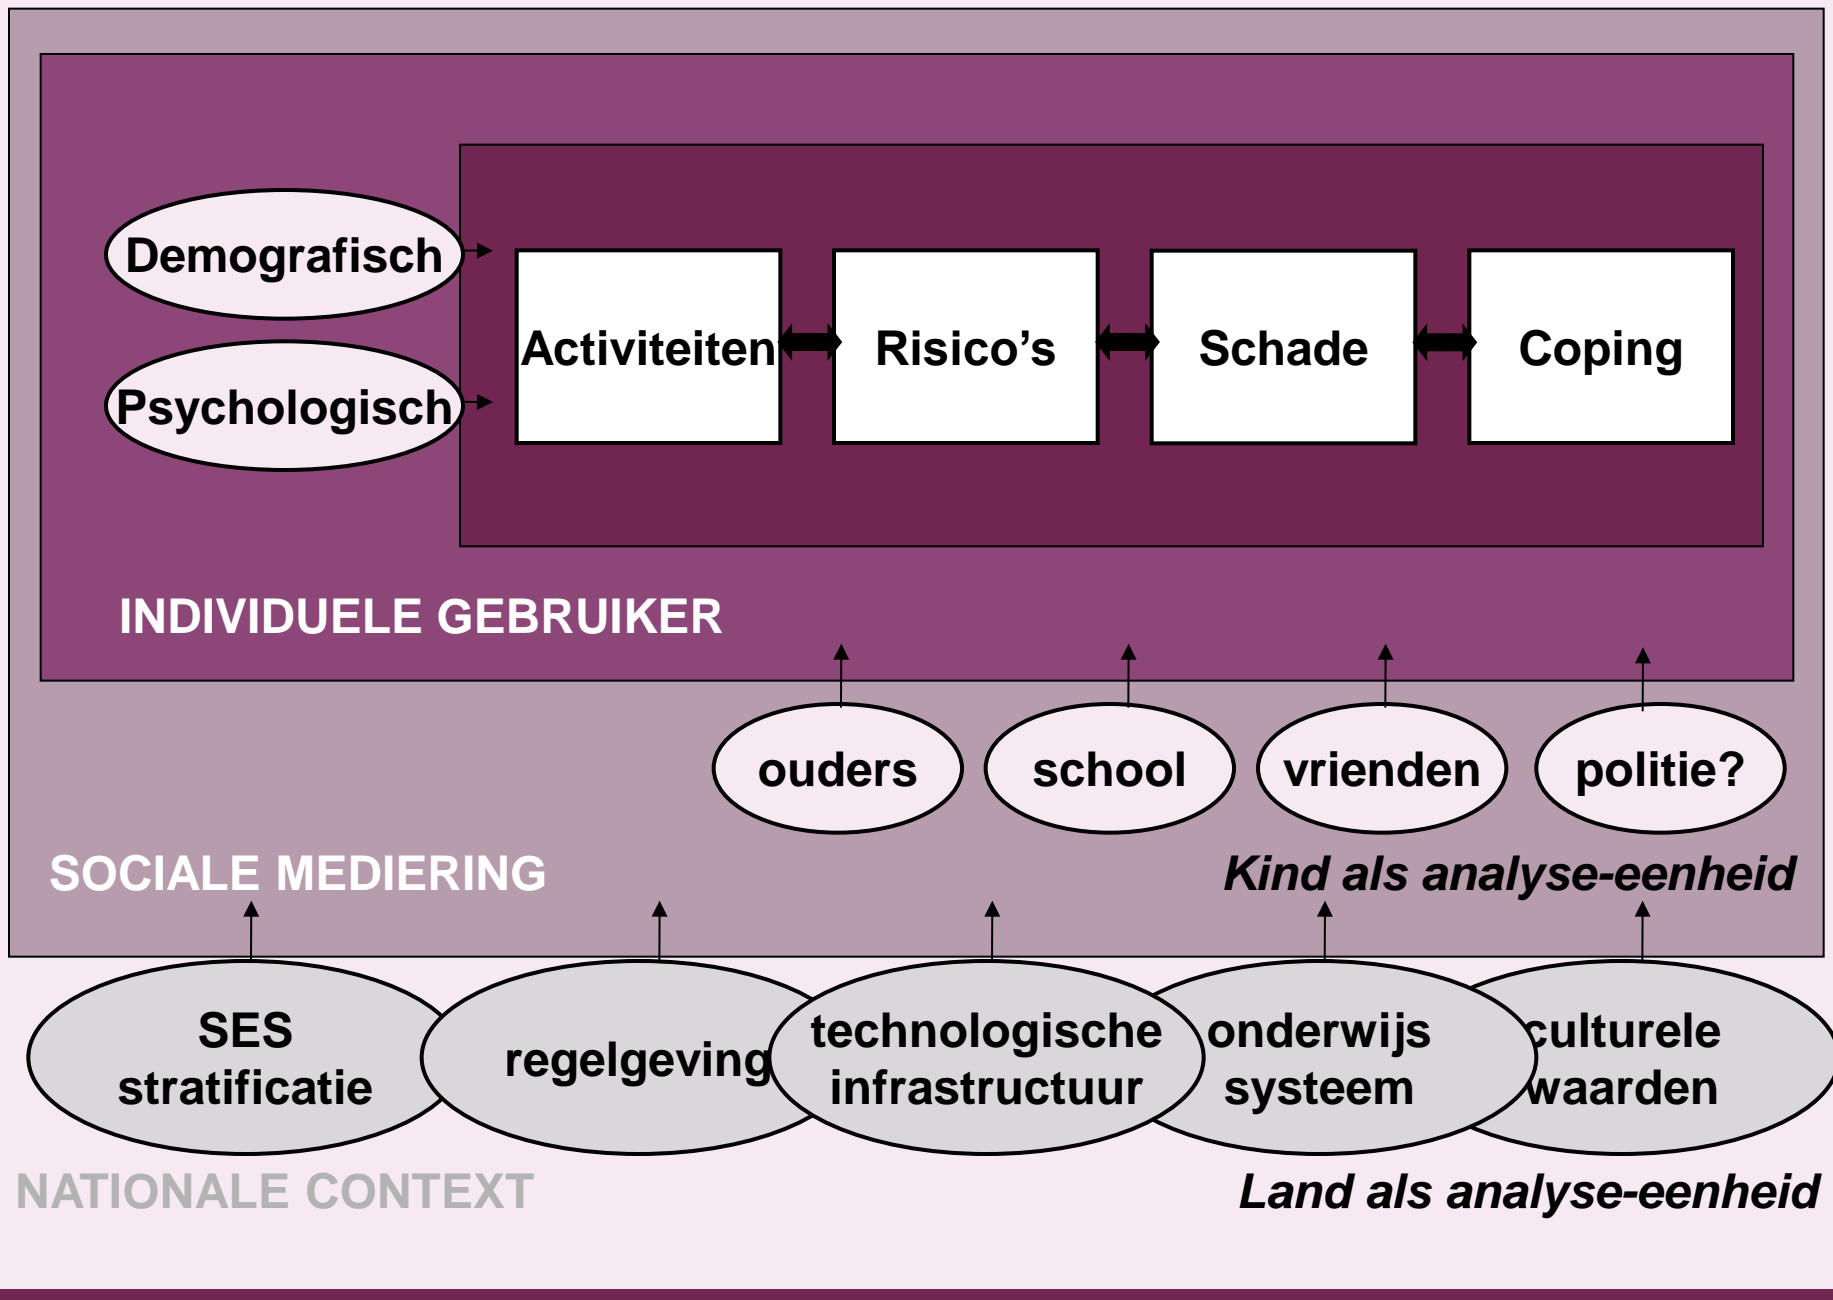 Demografisch
Psychologisch
Activiteiten
Risico’s
Schade
Coping
INDIVIDUELE GEBRUIKER
ouders
school
vrienden
politie?
SOCIALE MEDIERING
Kind als analyse-eenheid
SES
stratificatie
regelgeving
technologische
infrastructuur
onderwijs
systeem
culturele
waarden
NATIONALE CONTEXT
Land als analyse-eenheid